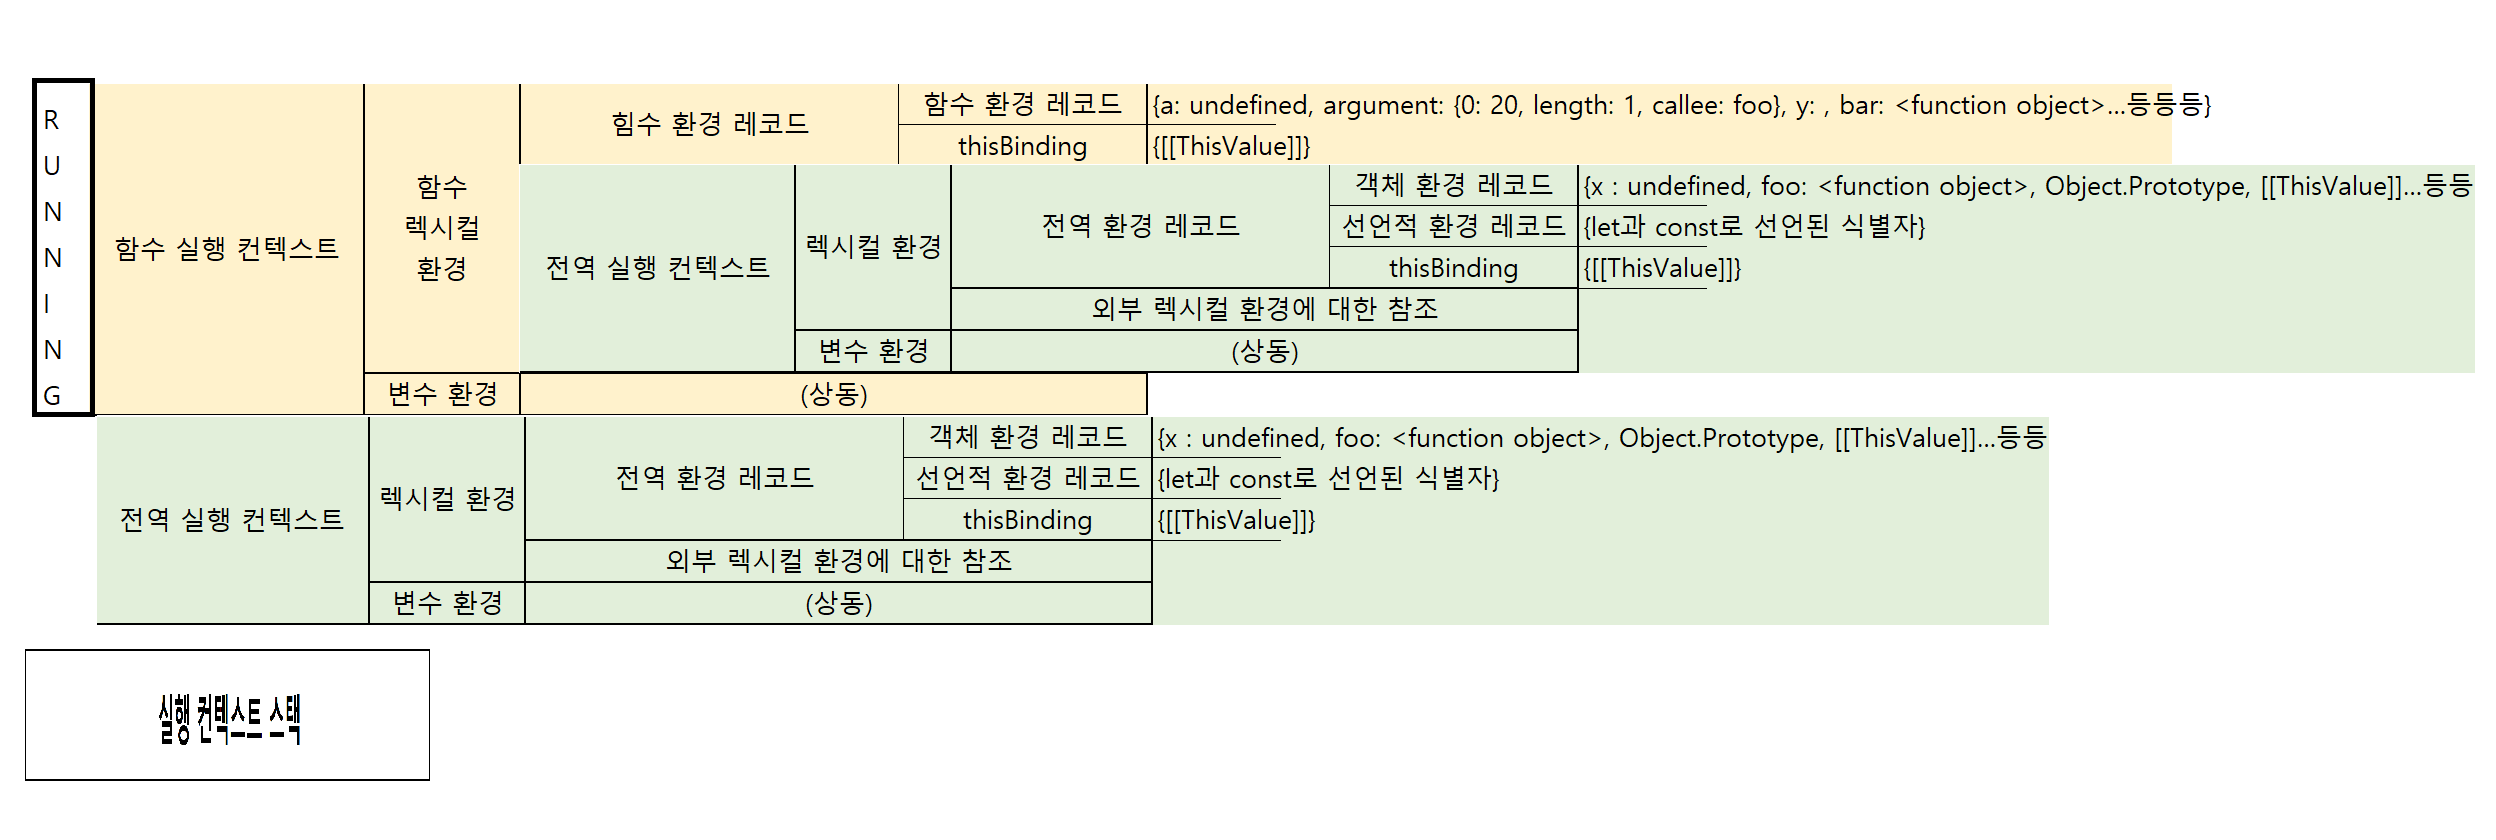 RUNNING
함수 실행 컨텍스트
함수
렉시컬
환경
힘수 환경 레코드
함수 환경 레코드
{a: undefined, argument: {0: 20, length: 1, callee: foo}, y: , bar: <function object>...등등등}
thisBinding
{[[ThisValue]]}
전역 실행 컨텍스트
렉시컬 환경
전역 환경 레코드
객체 환경 레코드
{x : undefined, foo: <function object>, Object.Prototype, [[ThisValue]]...등등
선언적 환경 레코드
{let과 const로 선언된 식별자}
thisBinding
{[[ThisValue]]}
외부 렉시컬 환경에 대한 참조
변수 환경
(상동)
변수 환경
(상동)
전역 실행 컨텍스트
렉시컬 환경
전역 환경 레코드
객체 환경 레코드
{x : undefined, foo: <function object>, Object.Prototype, [[ThisValue]]...등등
선언적 환경 레코드
{let과 const로 선언된 식별자}
thisBinding
{[[ThisValue]]}
외부 렉시컬 환경에 대한 참조
변수 환경
(상동)
실행 컨텍스트 스택